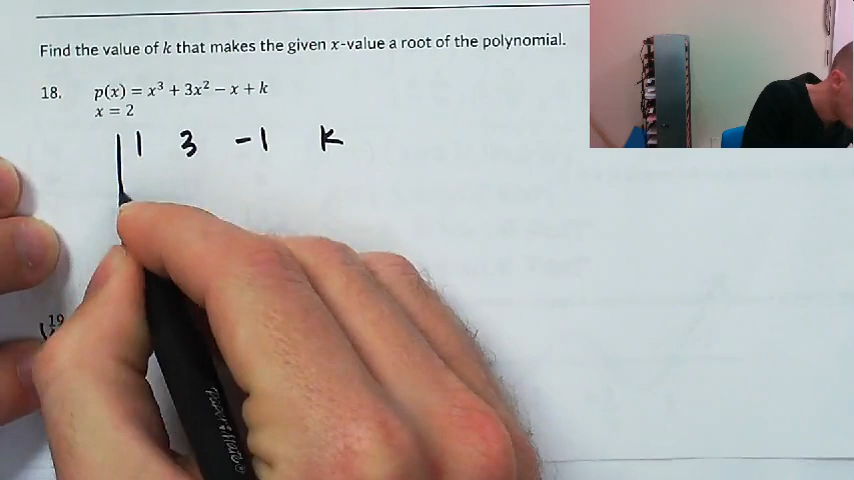 Find the value of k that makes the given x-value a root of the polynomial.
18. p(x) = x³ + 3x² − x + k
x = 2
1 3 -1 k
19